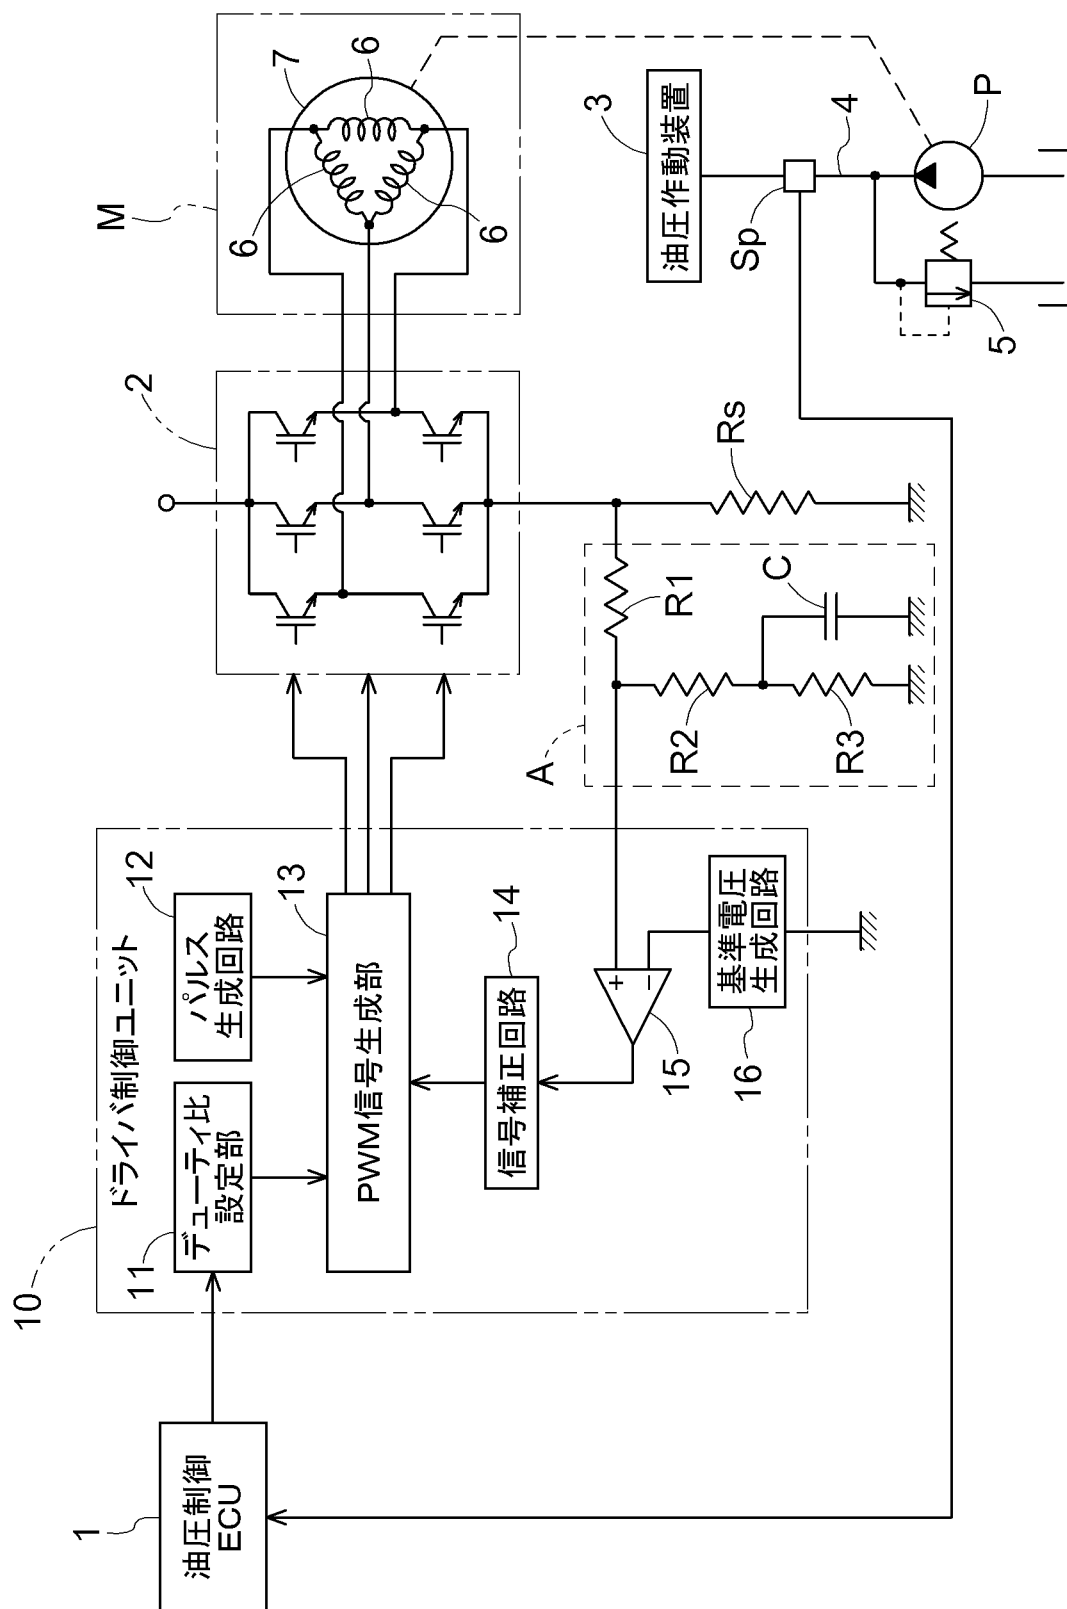 1
油圧制御
ECU
10
ドライバ制御ユニット
11
デューティ比
設定部
12
パルス
生成回路
13
PWM信号生成部
14
信号補正回路
+
−
15
16
基準電圧
生成回路
2
M
7
6
6
6
A
R1
R2
R3
C
Rs
3
油圧作動装置
Sp
4
P
5